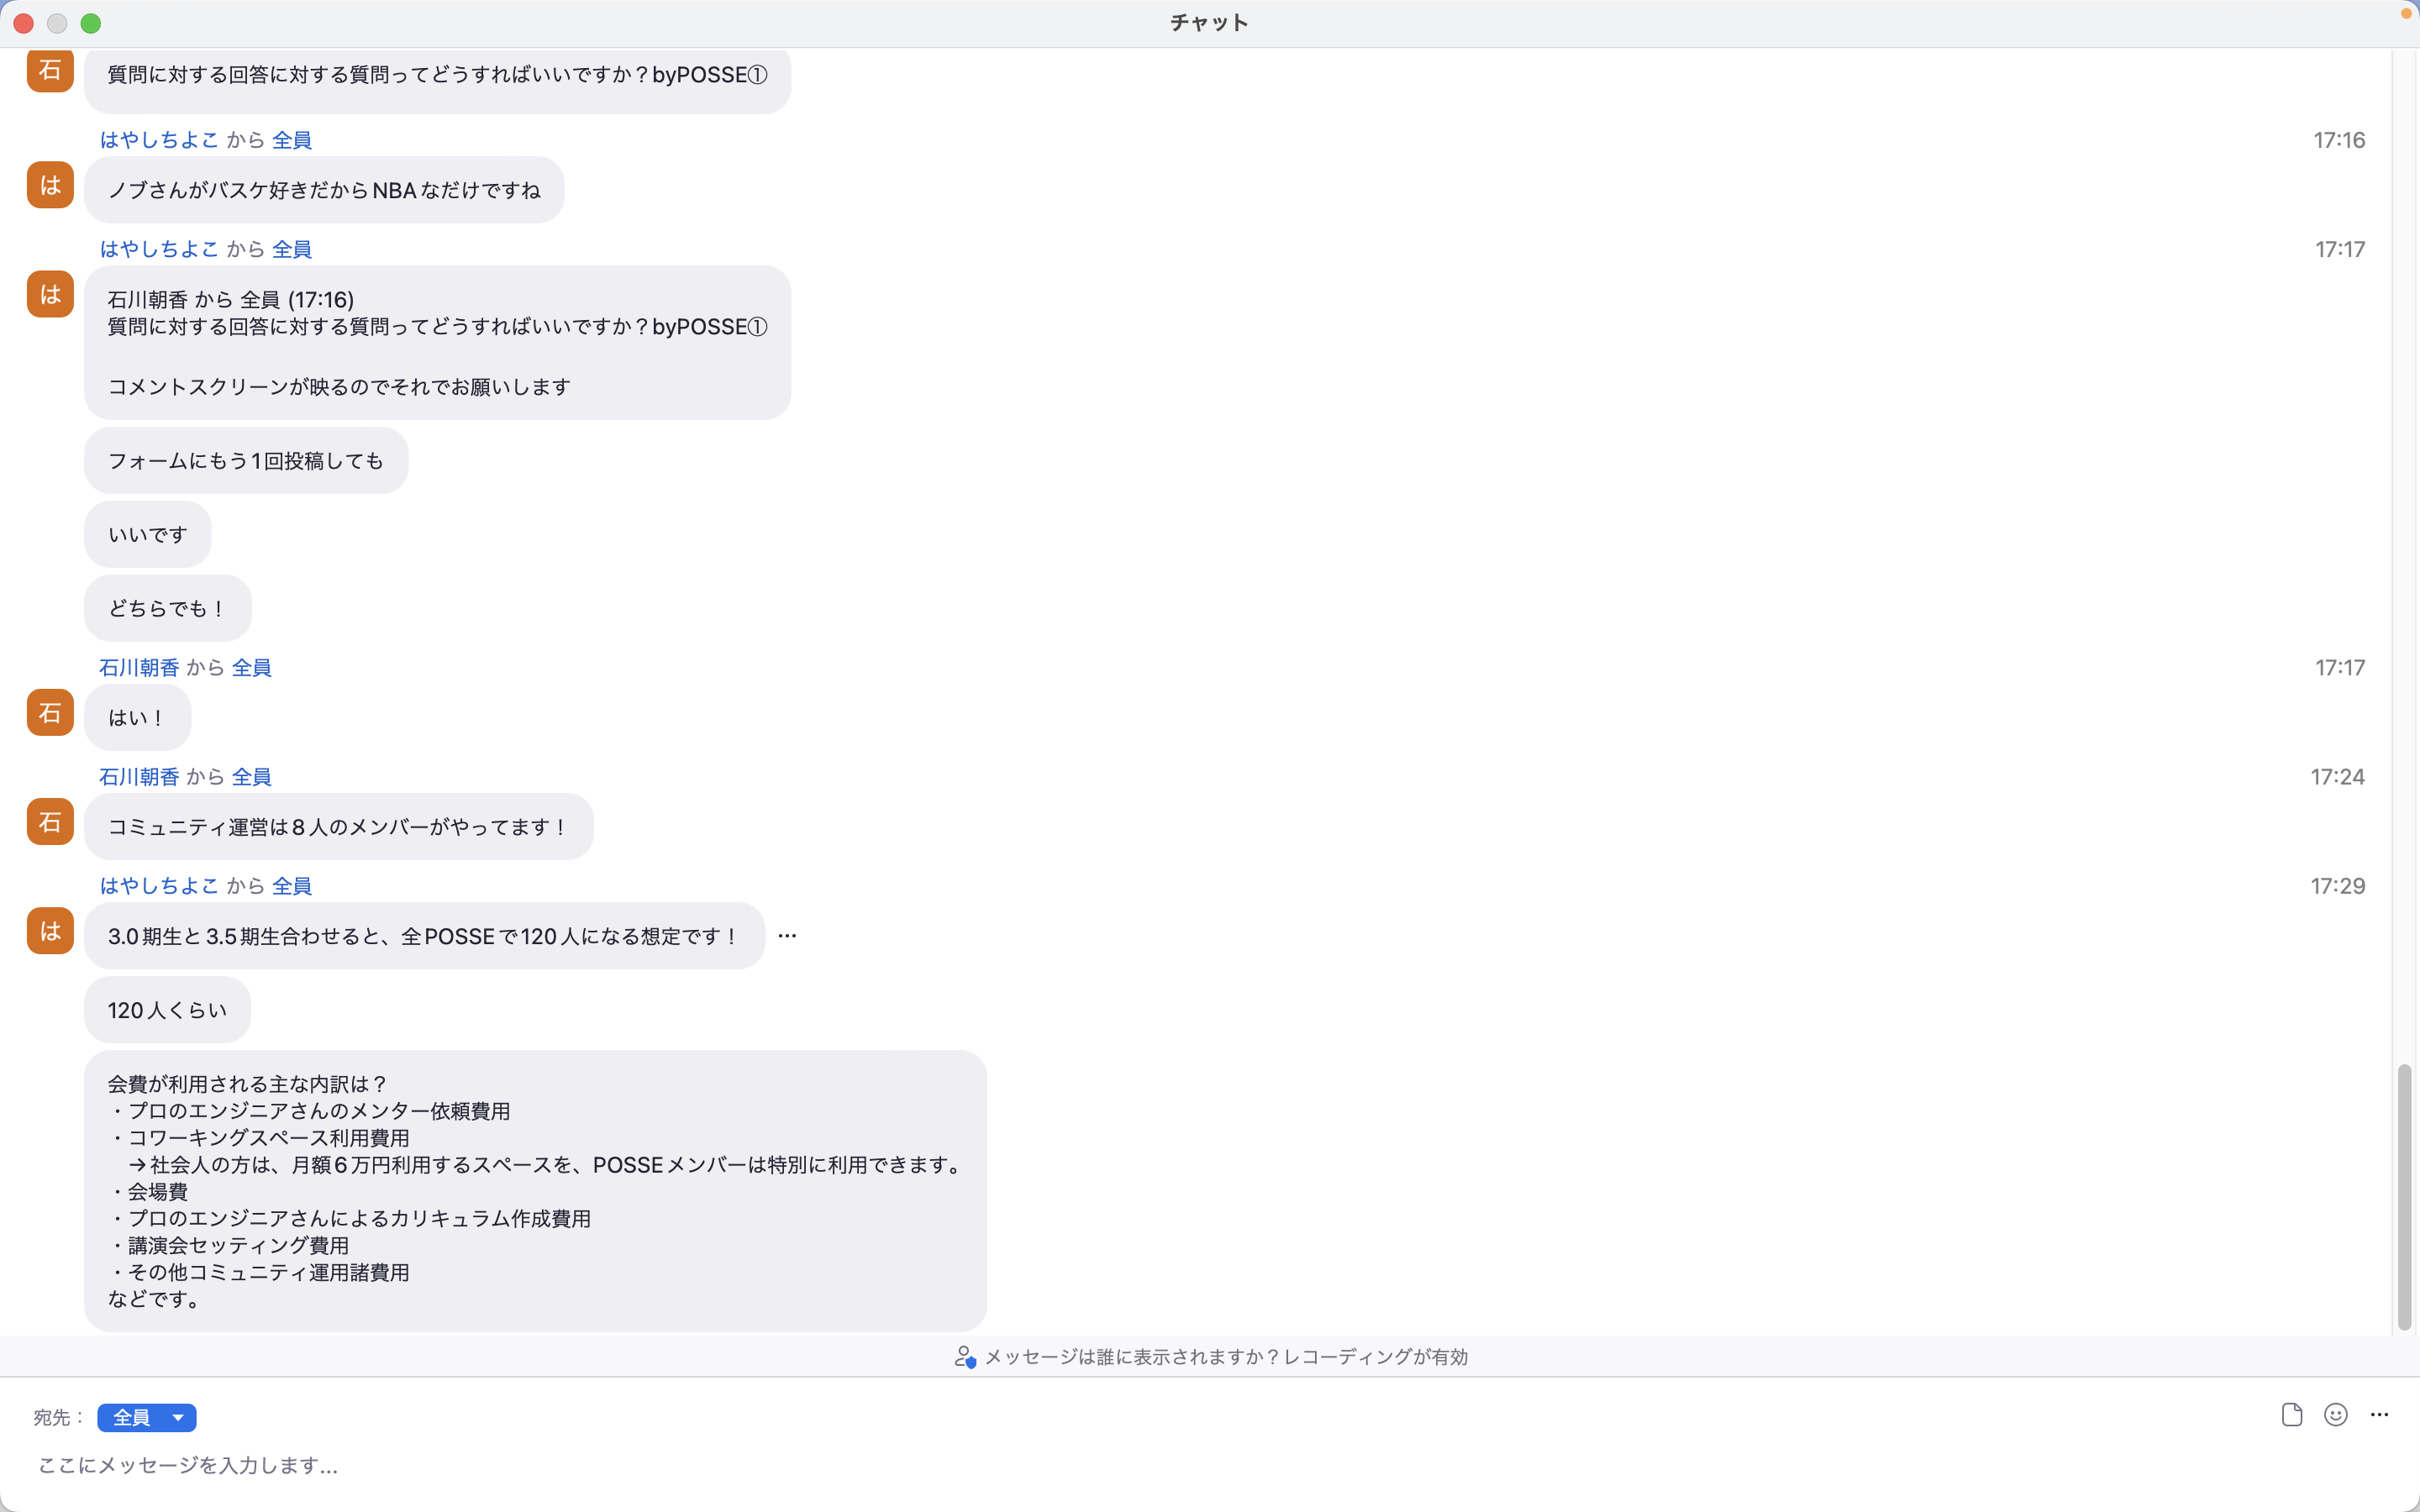 チャット
石
質問に対する回答に対する質問ってどうすればいいですか？byPOSSE①
はやしちよこ から 全員 17:16
は
ノブさんがバスケ好きだからNBAなだけですね
はやしちよこ から 全員 17:17
は
石川朝香 から 全員 (17:16)
質問に対する回答に対する質問ってどうすればいいですか？byPOSSE①
コメントスクリーンが映るのでそれでお願いします
フォームにもう1回投稿しても
いいです
どちらでも！
石川朝香 から 全員 17:17
石
はい！
石川朝香 から 全員 17:24
石
コミュニティ運営は8人のメンバーがやってます！
はやしちよこ から 全員 17:29
は
3.0期生と3.5期生合わせると、全POSSEで120人になる想定です！ …
120人くらい
会費が利用される主な内訳は？
・プロのエンジニアさんのメンター依頼費用
・コワーキングスペース利用費用
　→社会人の方は、月額6万円利用するスペースを、POSSEメンバーは特別に利用できます。
・会場費
・プロのエンジニアさんによるカリキュラム作成費用
・講演会セッティング費用
・その他コミュニティ運用諸費用
などです。
メッセージは誰に表示されますか？レコーディングが有効
宛先： 全員
ここにメッセージを入力します...